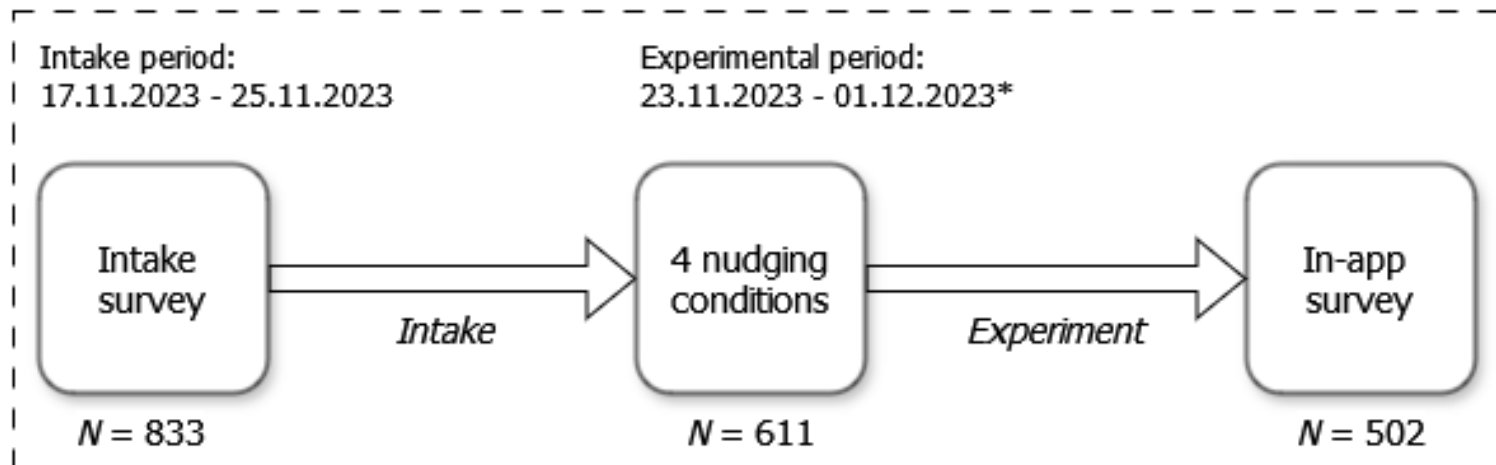 Intake period:
17.11.2023 - 25.11.2023
Experimental period:
23.11.2023 - 01.12.2023*
Intake
survey
Intake
4 nudging
conditions
Experiment
In-app
survey
N = 833
N = 611
N = 502